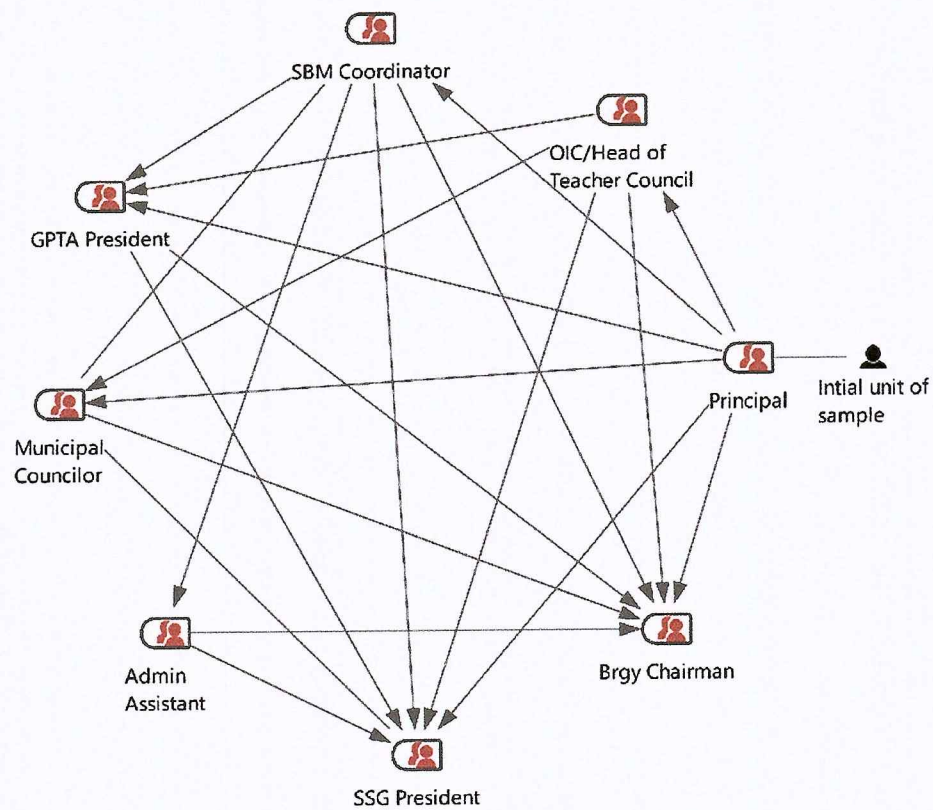 SBM Coordinator
OIC/Head of
Teacher Council
GPTA President
Intial unit of
sample
Principal
Municipal
Councilor
Admin
Assistant
Brgy Chairman
SSG President